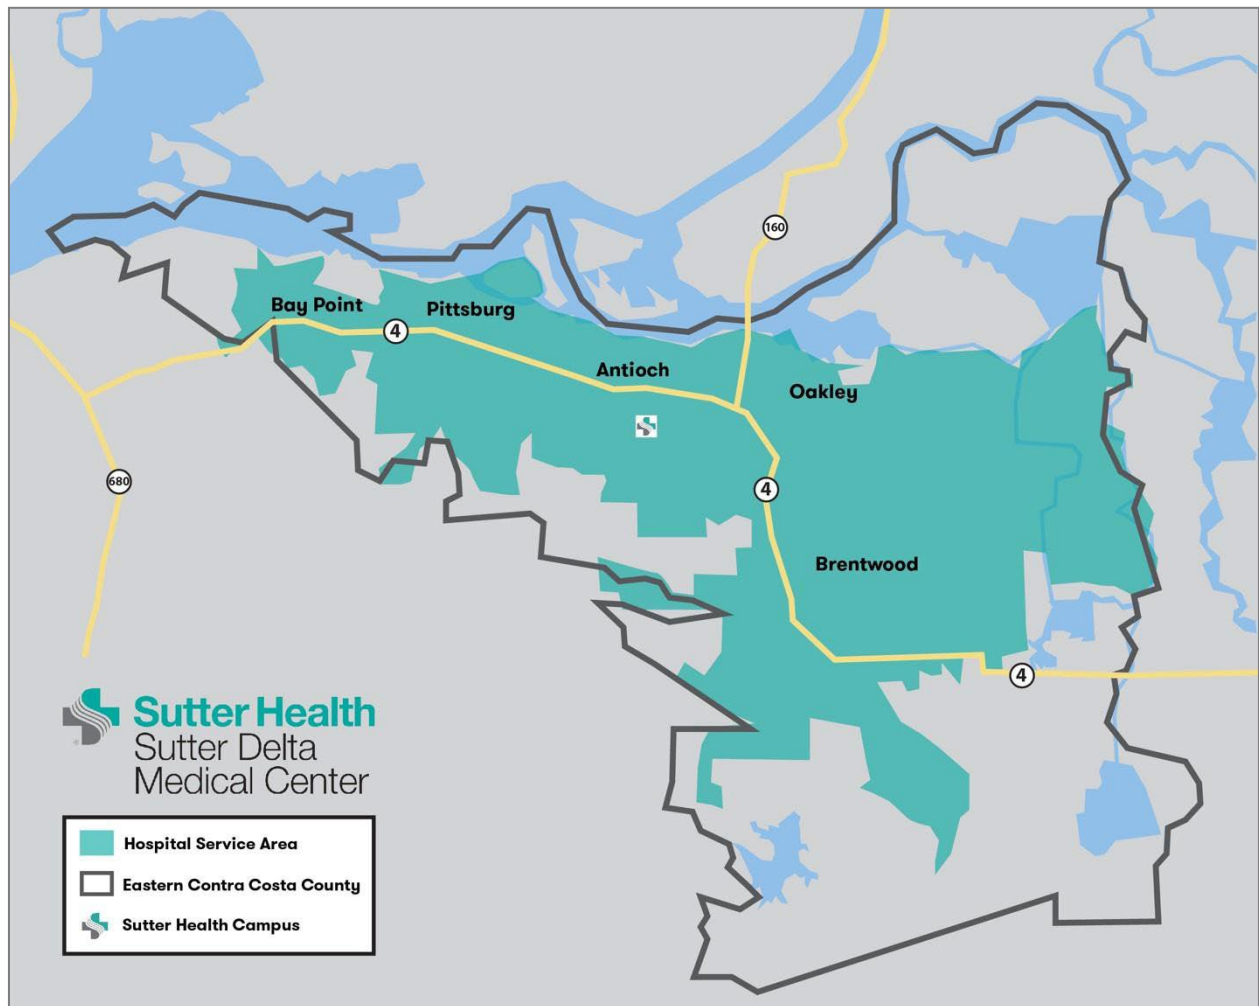 160
Bay Point
Pittsburg
4
Antioch
Oakley
680
4
Brentwood
4
Sutter Health
Sutter Delta
Medical Center
®
Hospital Service Area
Eastern Contra Costa County
Sutter Health Campus